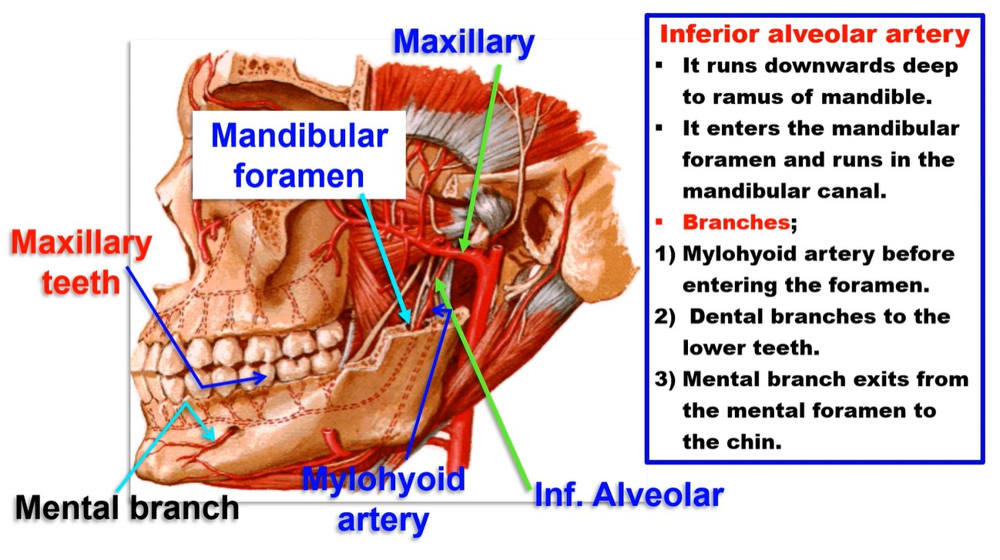 Maxillary
Mandibular
foramen
Maxillary
teeth
Mental branch
Mylohyoid
artery
Inf. Alveolar
Inferior alveolar artery
▪ It runs downwards deep
to ramus of mandible.
▪ It enters the mandibular
foramen and runs in the
mandibular canal.
▪ Branches;
1) Mylohyoid artery before
entering the foramen.
2) Dental branches to the
lower teeth.
3) Mental branch exits from
the mental foramen to
the chin.